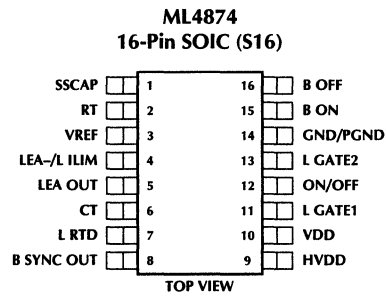 ML4874
16-Pin SOIC (S16)
SSCAP 1 16 B OFF
RT 2 15 B ON
VREF 3 14 GND/PGND
LEA–/L ILIM 4 13 L GATE2
LEA OUT 5 12 ON/OFF
CT 6 11 L GATE1
L RTD 7 10 VDD
B SYNC OUT 8 9 HVDD
TOP VIEW